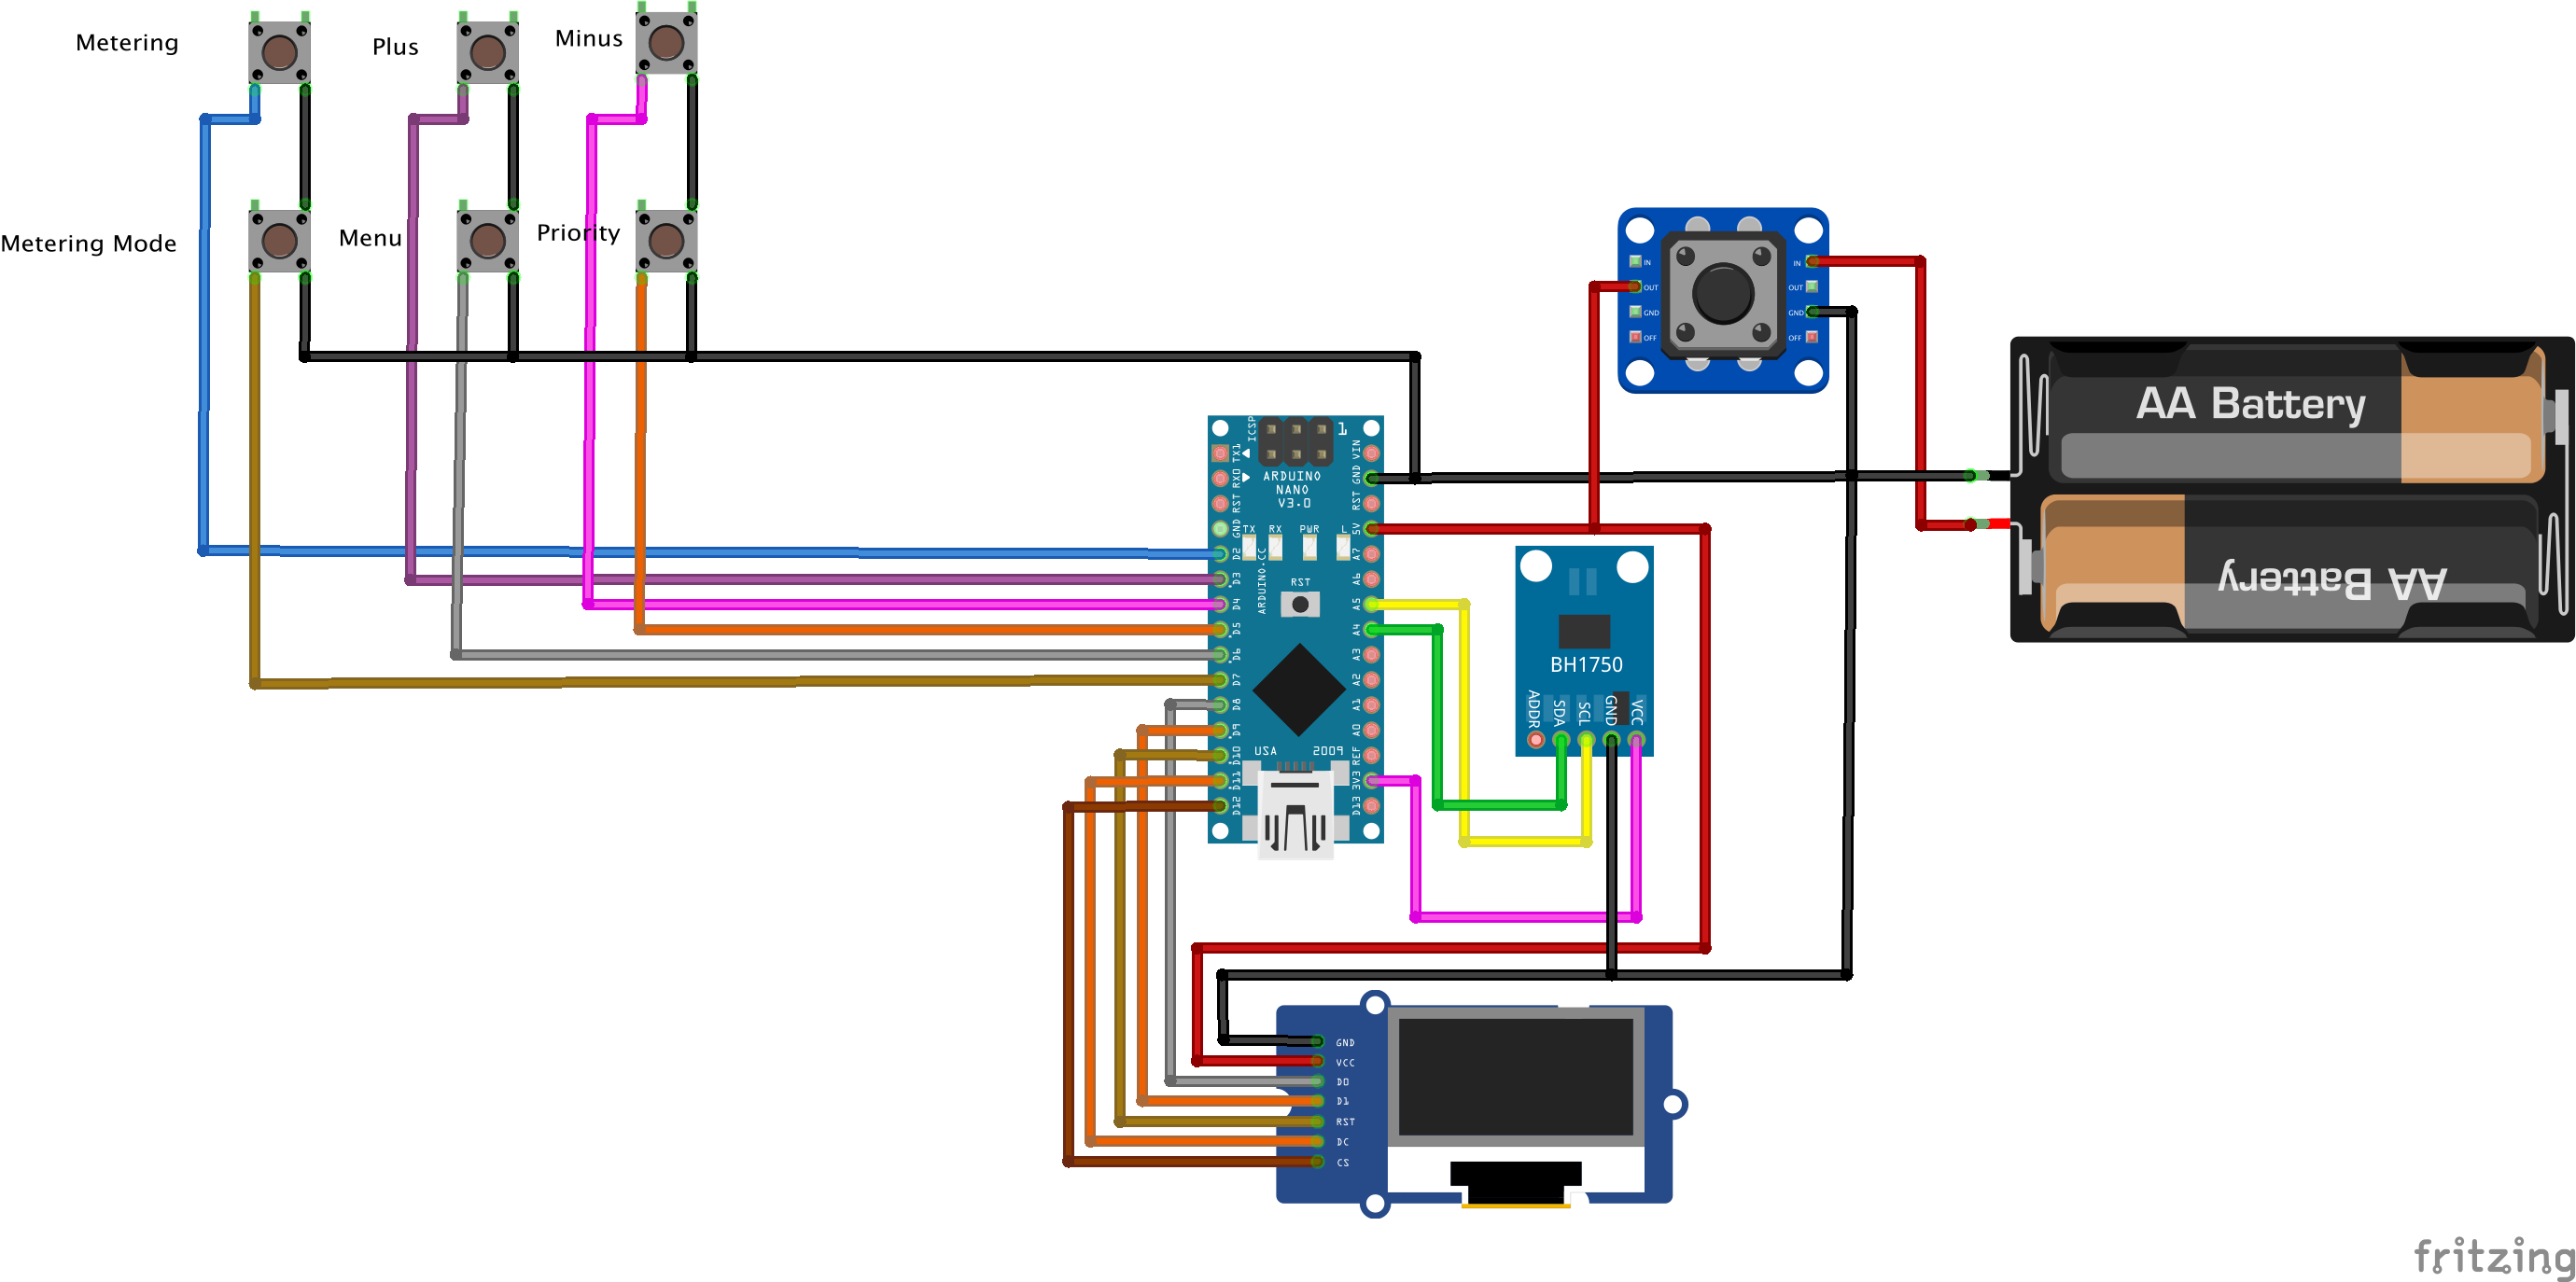 Metering
Plus
Minus
Metering Mode
Menu
Priority
IN
OUT
GND
OFF
IN
OUT
GND
OFF
AA Battery
AA Battery
ICSP
1
TX1
RX0
RST
GND
D2
D3
D4
D5
D6
D7
D8
D9
D10
D11
D12
VIN
GND
RST
5V
A7
A6
A5
A4
A3
A2
A1
A0
REF
3V3
D13
ARDUINO
NANO
V3.0
TX RX PWR L
ARDUINO.CC
RST
USA 2009
BH1750
ADDR
SDA
SCL
GND
VCC
GND
VCC
D0
D1
RST
DC
CS
fritzing